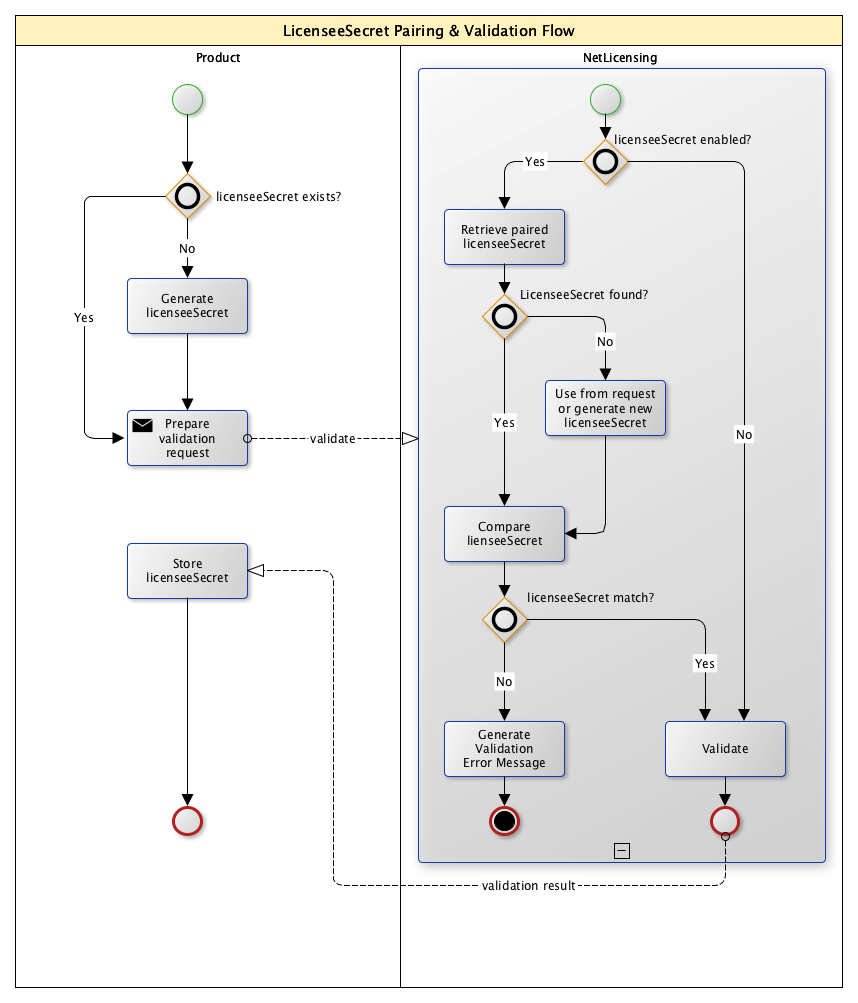 LicenseeSecret Pairing & Validation Flow
Product
NetLicensing
licenseeSecret enabled?
Yes
licenseeSecret exists?
Retrieve paired
licenseeSecret
No
Generate
licenseeSecret
LicenseeSecret found?
Yes
No
Use from request
or generate new
licenseeSecret
Prepare
validation
request
validate
Yes
No
Compare
lienseeSecret
Store
licenseeSecret
licenseeSecret match?
Yes
No
Generate
Validation
Error Message
Validate
validation result